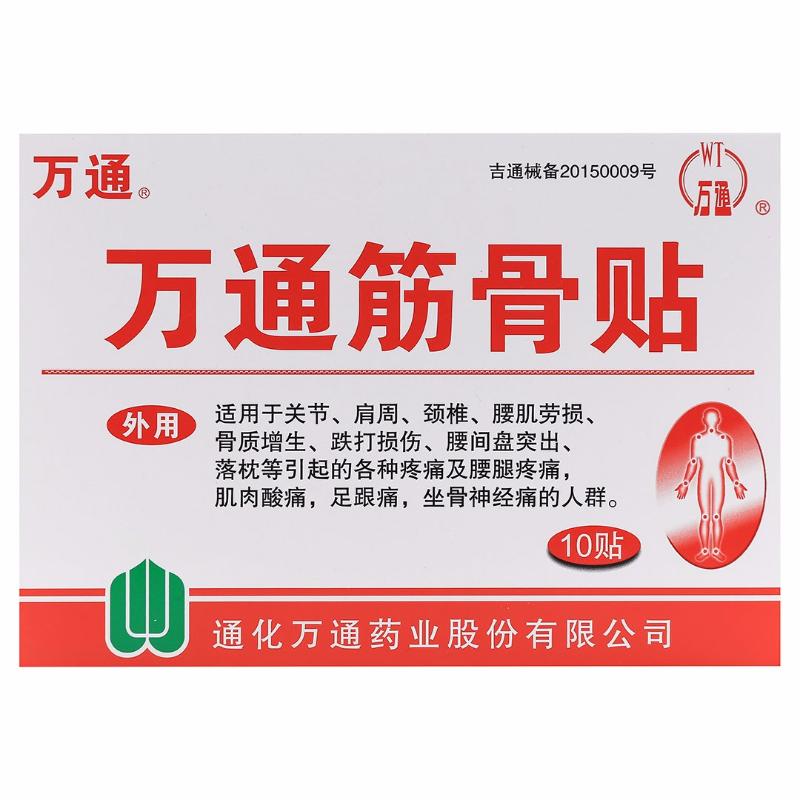 万通®
吉通械备20150009号
WT
万通
®
万通筋骨贴
外用
适用于关节、肩周、颈椎、腰肌劳损、
骨质增生、跌打损伤、腰间盘突出、
落枕等引起的各种疼痛及腰腿疼痛，
肌肉酸痛，足跟痛，坐骨神经痛的人群。
10贴
通化万通药业股份有限公司